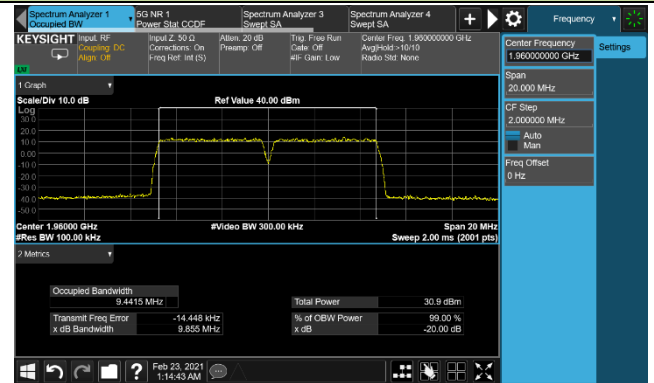 Spectrum Analyzer 1
Occupied BW
5G NR 1
Power Stat CCDF
Spectrum Analyzer 3
Swept SA
Spectrum Analyzer 4
Swept SA
Frequency
KEYSIGHT
Input: RF
Coupling: DC
Align: Off
Input Z: 50 Ω
Corrections: On
Freq Ref: Int (S)
Atten: 20 dB
Preamp: Off
Trig: Free Run
Gate: Off
#IF Gain: Low
Center Freq: 1.960000000 GHz
Avg|Hold:>10/10
Radio Std: None
Center Frequency
1.960000000 GHz
Settings
Span
20.000 MHz
CF Step
2.000000 MHz
Auto
Man
Freq Offset
0 Hz
1 Graph
Scale/Div 10.0 dB
Ref Value 40.00 dBm
Log
30.0
20.0
10.0
0.00
-10.0
-20.0
-30.0
-40.0
-50.0
Center 1.96000 GHz
#Video BW 300.00 kHz
Span 20 MHz
#Res BW 100.00 kHz
Sweep 2.00 ms (2001 pts)
2 Metrics
Occupied Bandwidth
9.4415 MHz
Total Power
30.9 dBm
Transmit Freq Error
-14.448 kHz
% of OBW Power
99.00 %
x dB Bandwidth
9.855 MHz
x dB
-20.00 dB
Feb 23, 2021
1:14:43 AM